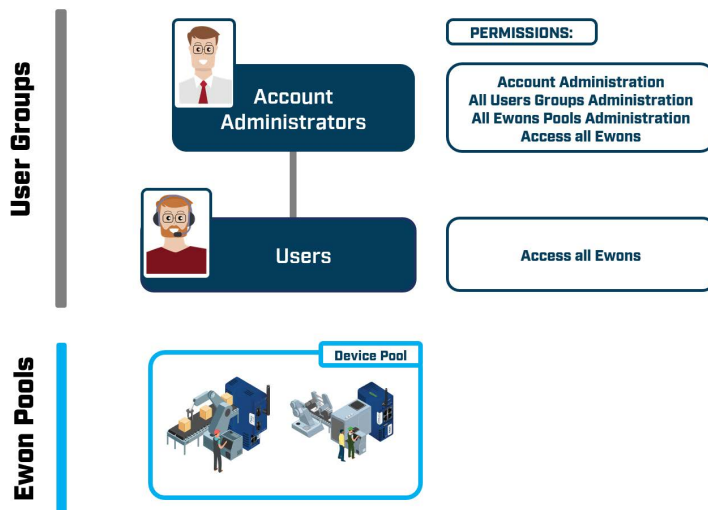 User Groups
PERMISSIONS:
Account
Administrators
Account Administration
All Users Groups Administration
All Ewons Pools Administration
Access all Ewons
Users
Access all Ewons
Ewon Pools
Device Pool